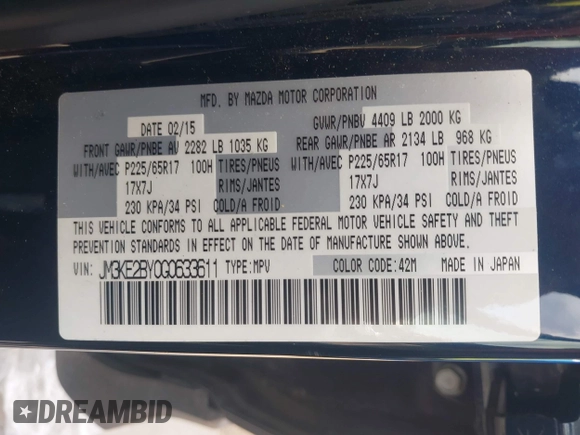 MFD. BY MAZDA MOTOR CORPORATION
DATE 02/15 GVWR/PNBV 4409 LB 2000 KG
FRONT GAWR/PNBE AV 2282 LB 1035 KG REAR GAWR/PNBE AR 2134 LB 968 KG
WITH/AVEC P225/65R17 100H TIRES/PNEUS WITH/AVEC P225/65R17 100H TIRES/PNEUS
17X7J RIMS/JANTES 17X7J RIMS/JANTES
230 KPA/34 PSI COLD/A FROID 230 KPA/34 PSI COLD/A FROID
THIS VEHICLE CONFORMS TO ALL APPLICABLE FEDERAL MOTOR VEHICLE SAFETY AND THEFT
PREVENTION STANDARDS IN EFFECT ON THE DATE OF MANUFACTURE SHOWN ABOVE.
VIN: JM3KE2BY0G0633611 TYPE:MPV COLOR CODE:42M MADE IN JAPAN
DREAMBID